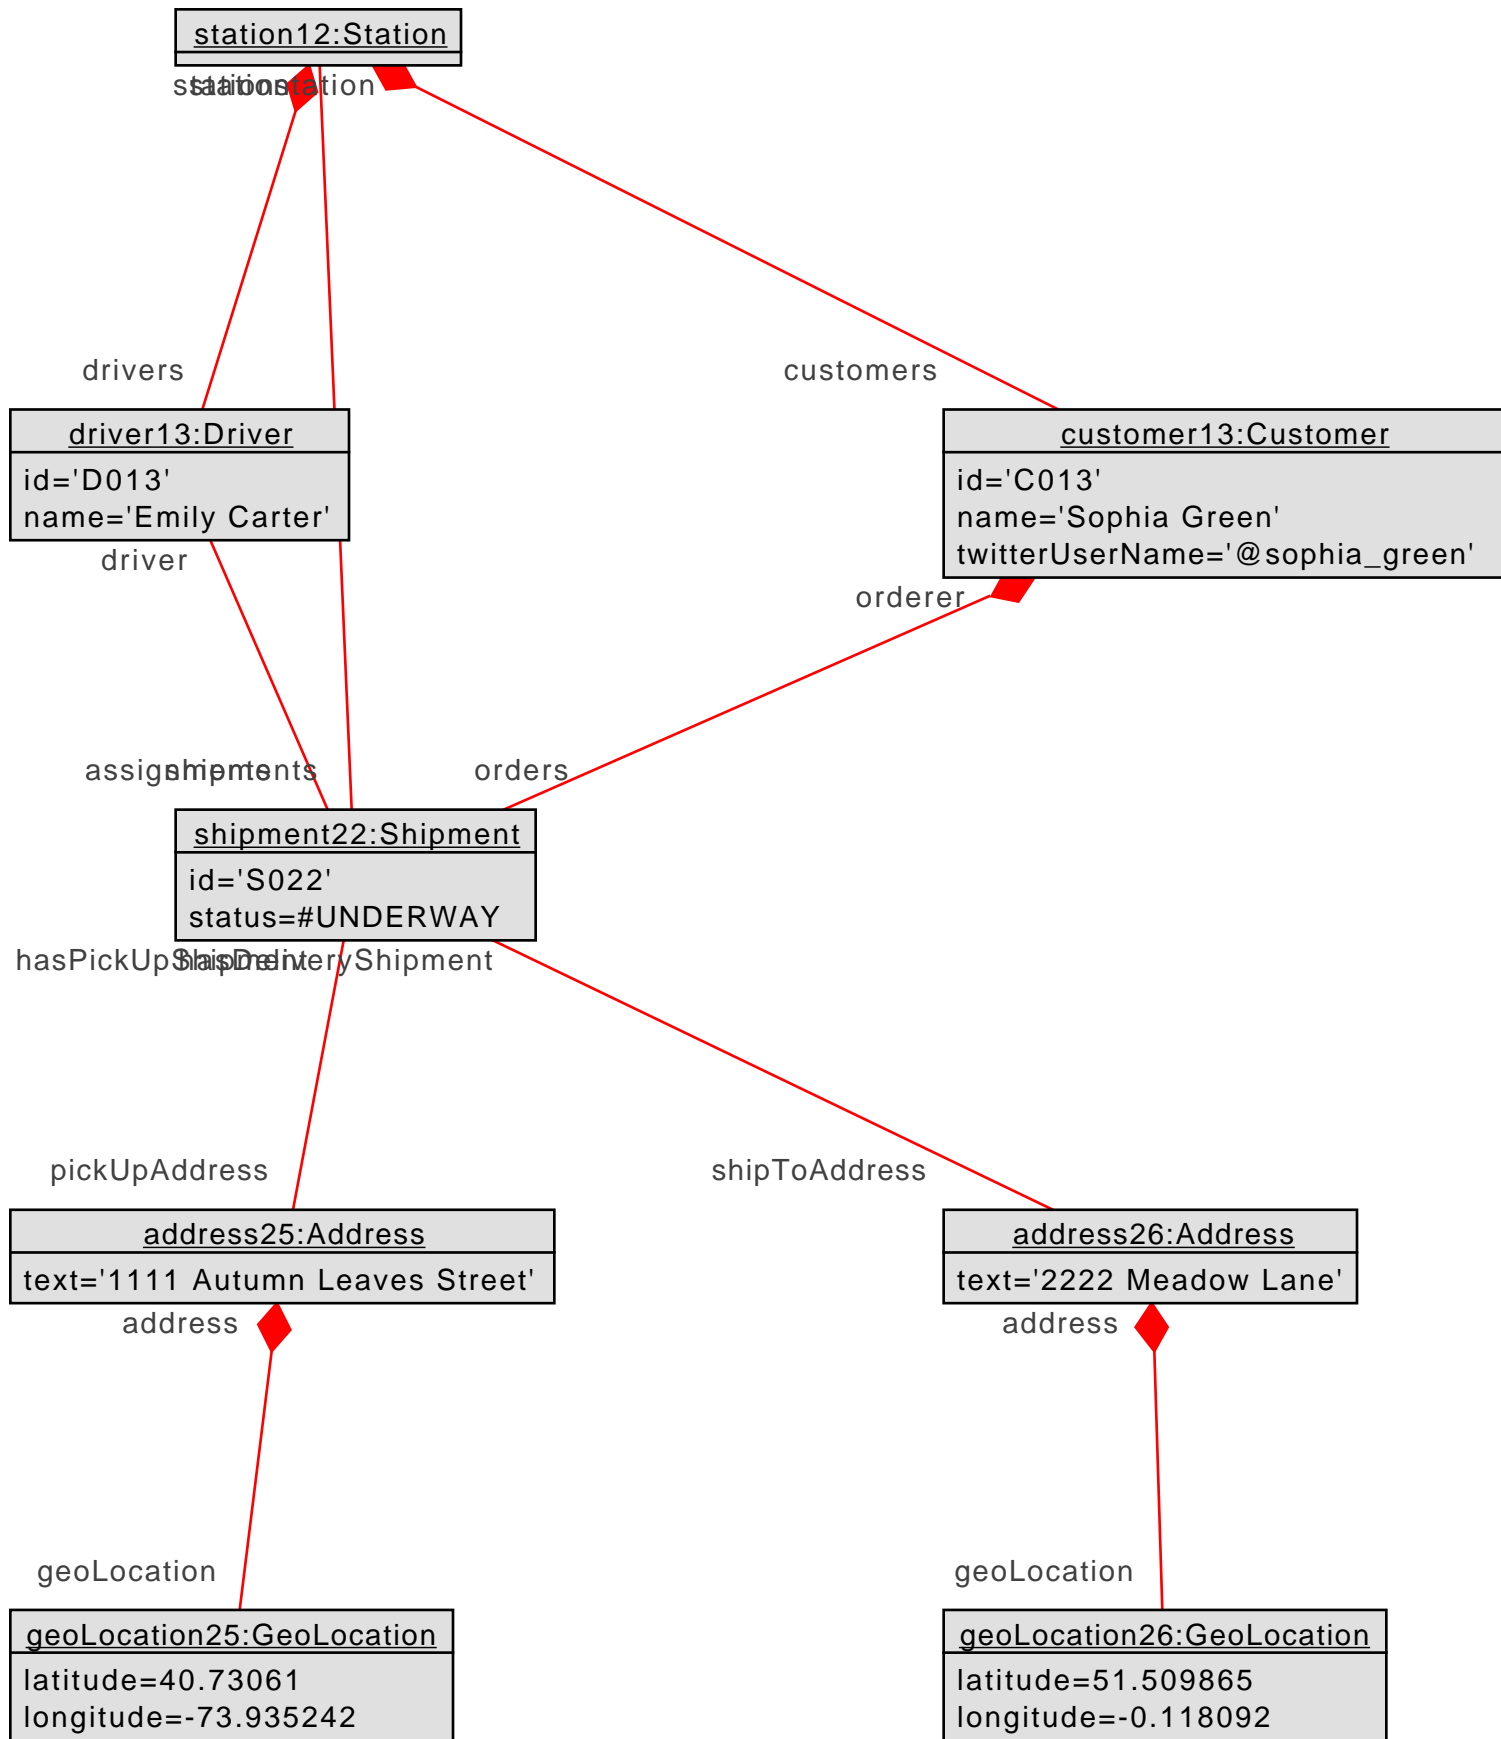 station12:Station
station
station
station
drivers
customers
driver13:Driver
id='D013'
name='Emily Carter'
driver
customer13:Customer
id='C013'
name='Sophia Green'
twitterUserName='@sophia_green'
orderer
assignments
shipments
orders
shipment22:Shipment
id='S022'
status=#UNDERWAY
hasPickUpShipment
hasDeliveryShipment
pickUpAddress
shipToAddress
address25:Address
text='1111 Autumn Leaves Street'
address
address26:Address
text='2222 Meadow Lane'
address
geoLocation
geoLocation
geoLocation25:GeoLocation
latitude=40.73061
longitude=-73.935242
geoLocation26:GeoLocation
latitude=51.509865
longitude=-0.118092